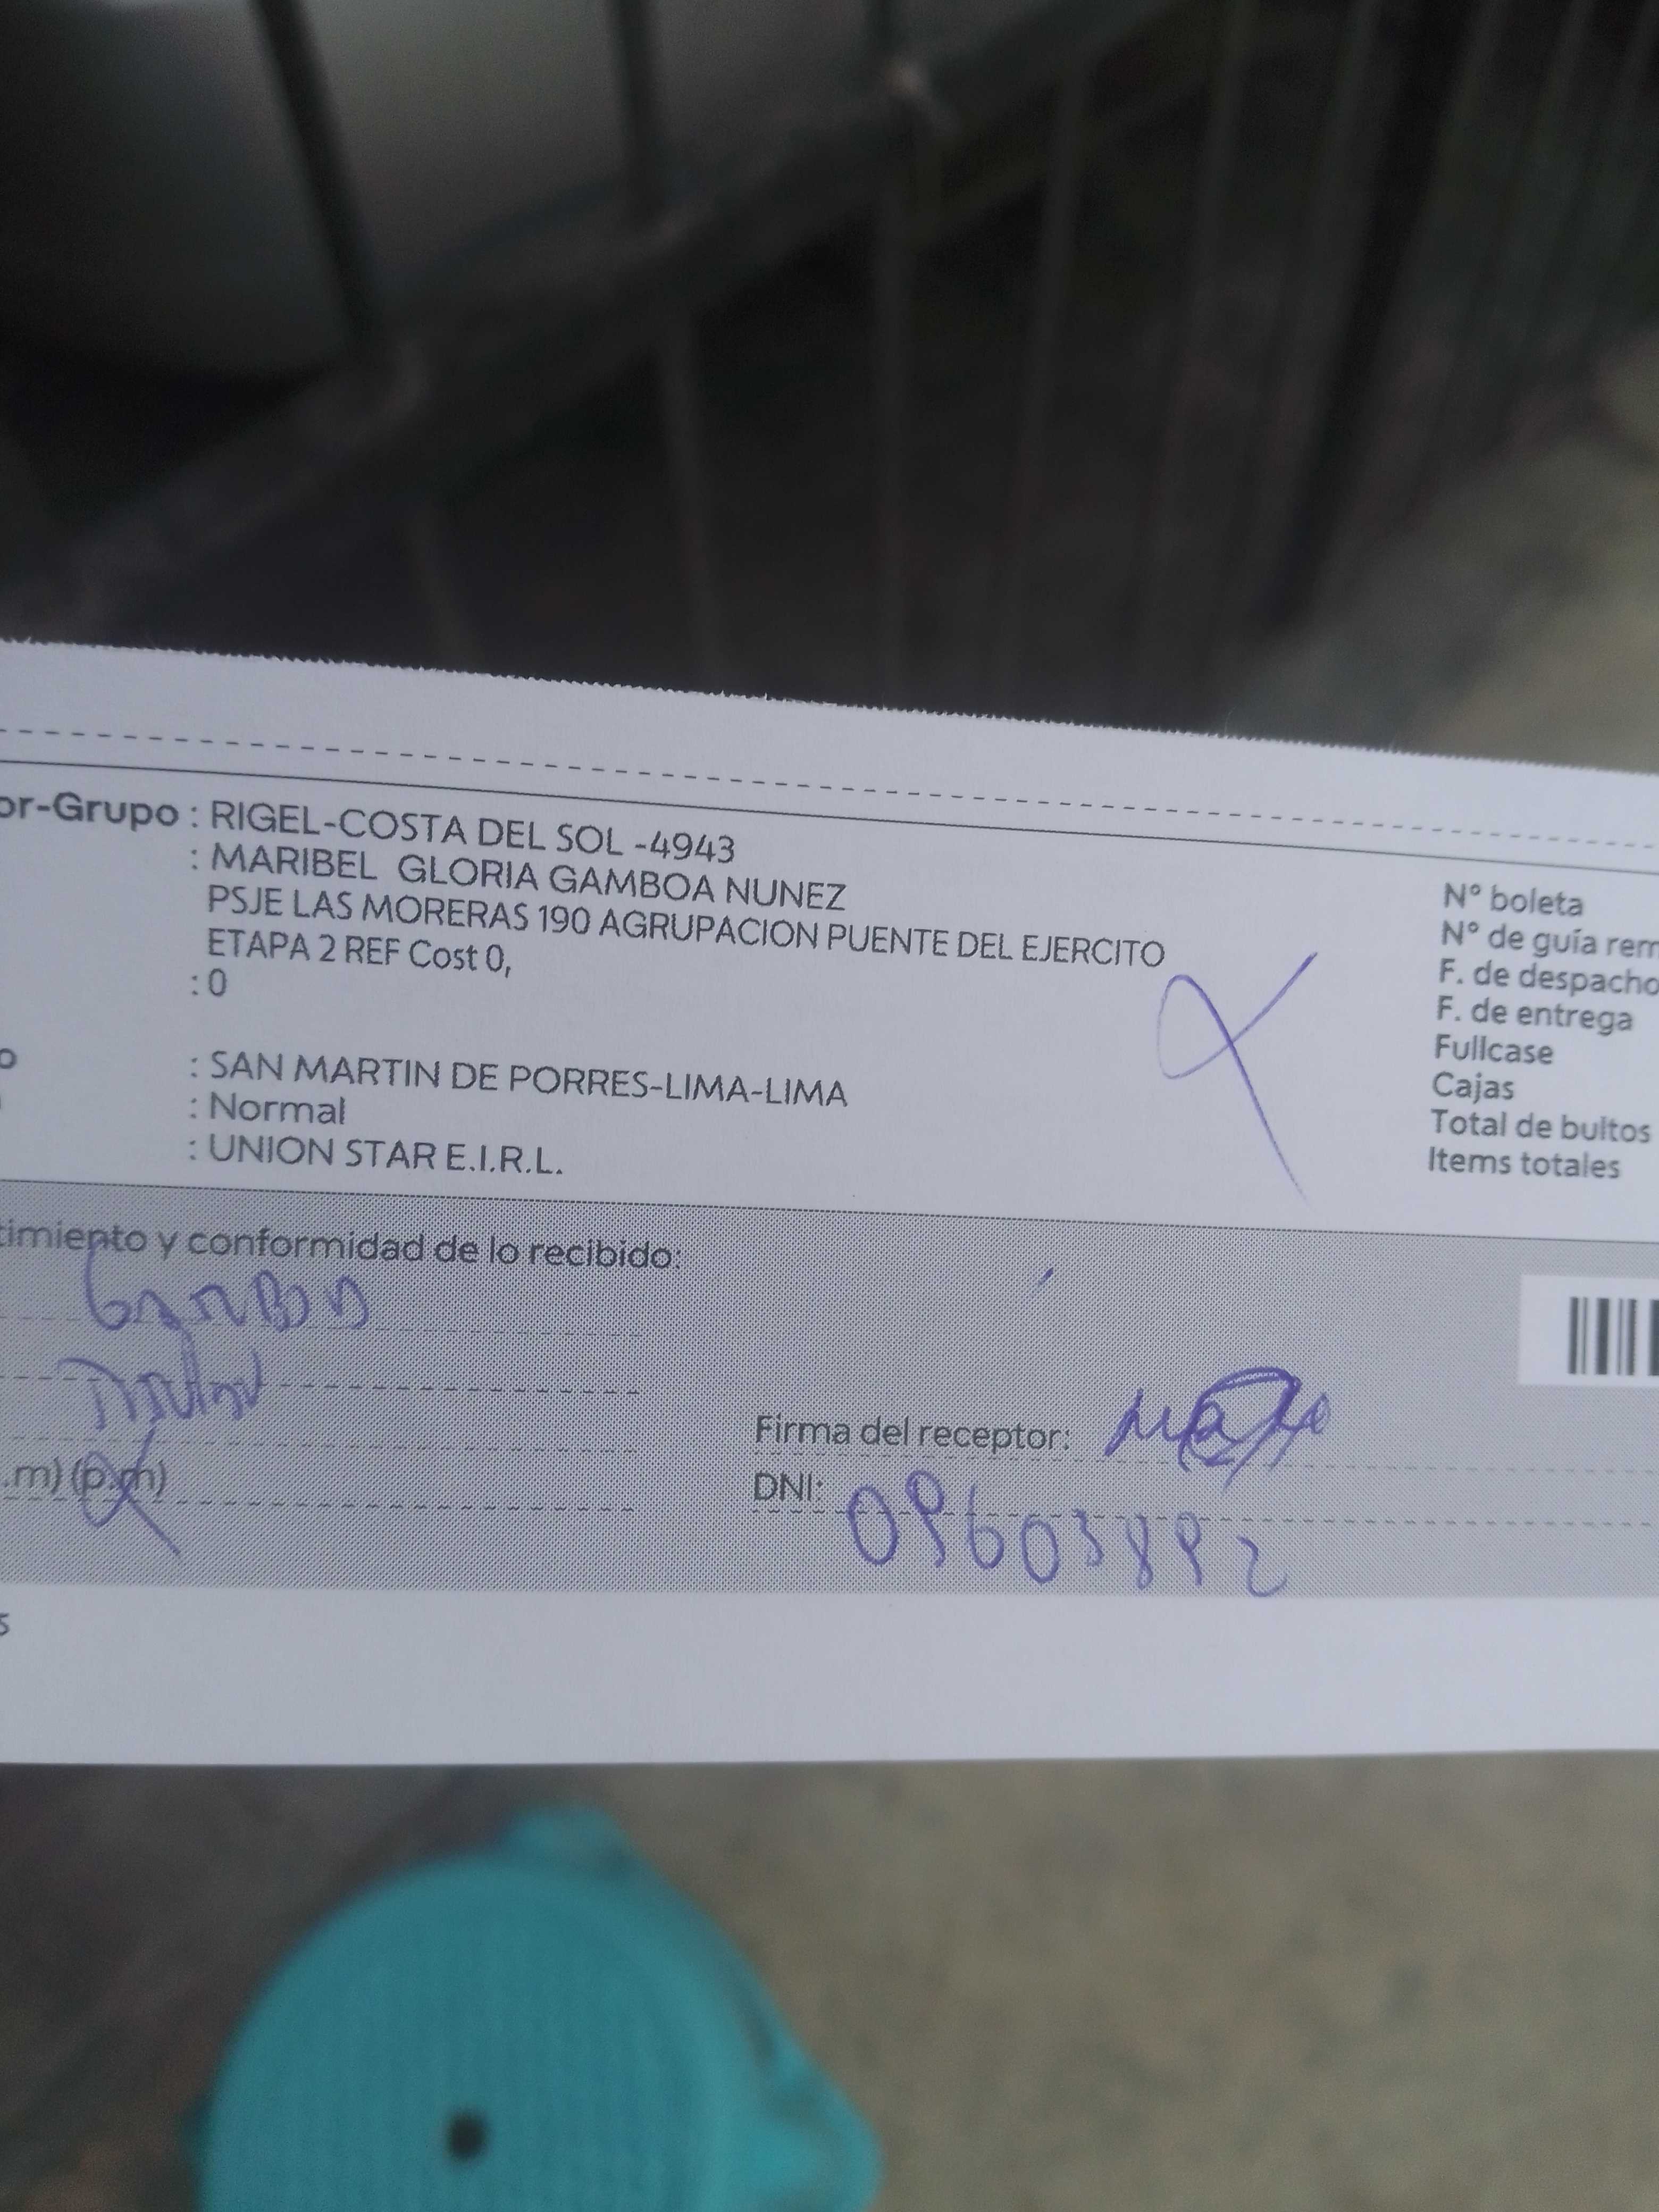 or-Grupo : RIGEL-COSTA DEL SOL -4943
: MARIBEL GLORIA GAMBOA NUNEZ
PSJE LAS MORERAS 190 AGRUPACION PUENTE DEL EJERCITO
ETAPA 2 REF Cost 0,
: 0
o : SAN MARTIN DE PORRES-LIMA-LIMA
: Normal
: UNION STAR E.I.R.L.
N° boleta
N° de guía rem
F. de despacho
F. de entrega
Fullcase
Cajas
Total de bultos
Items totales
cimiento y conformidad de lo recibido:
GAMBOA
.m) (p.m)
Firma del receptor:
DNI: 09603892
s